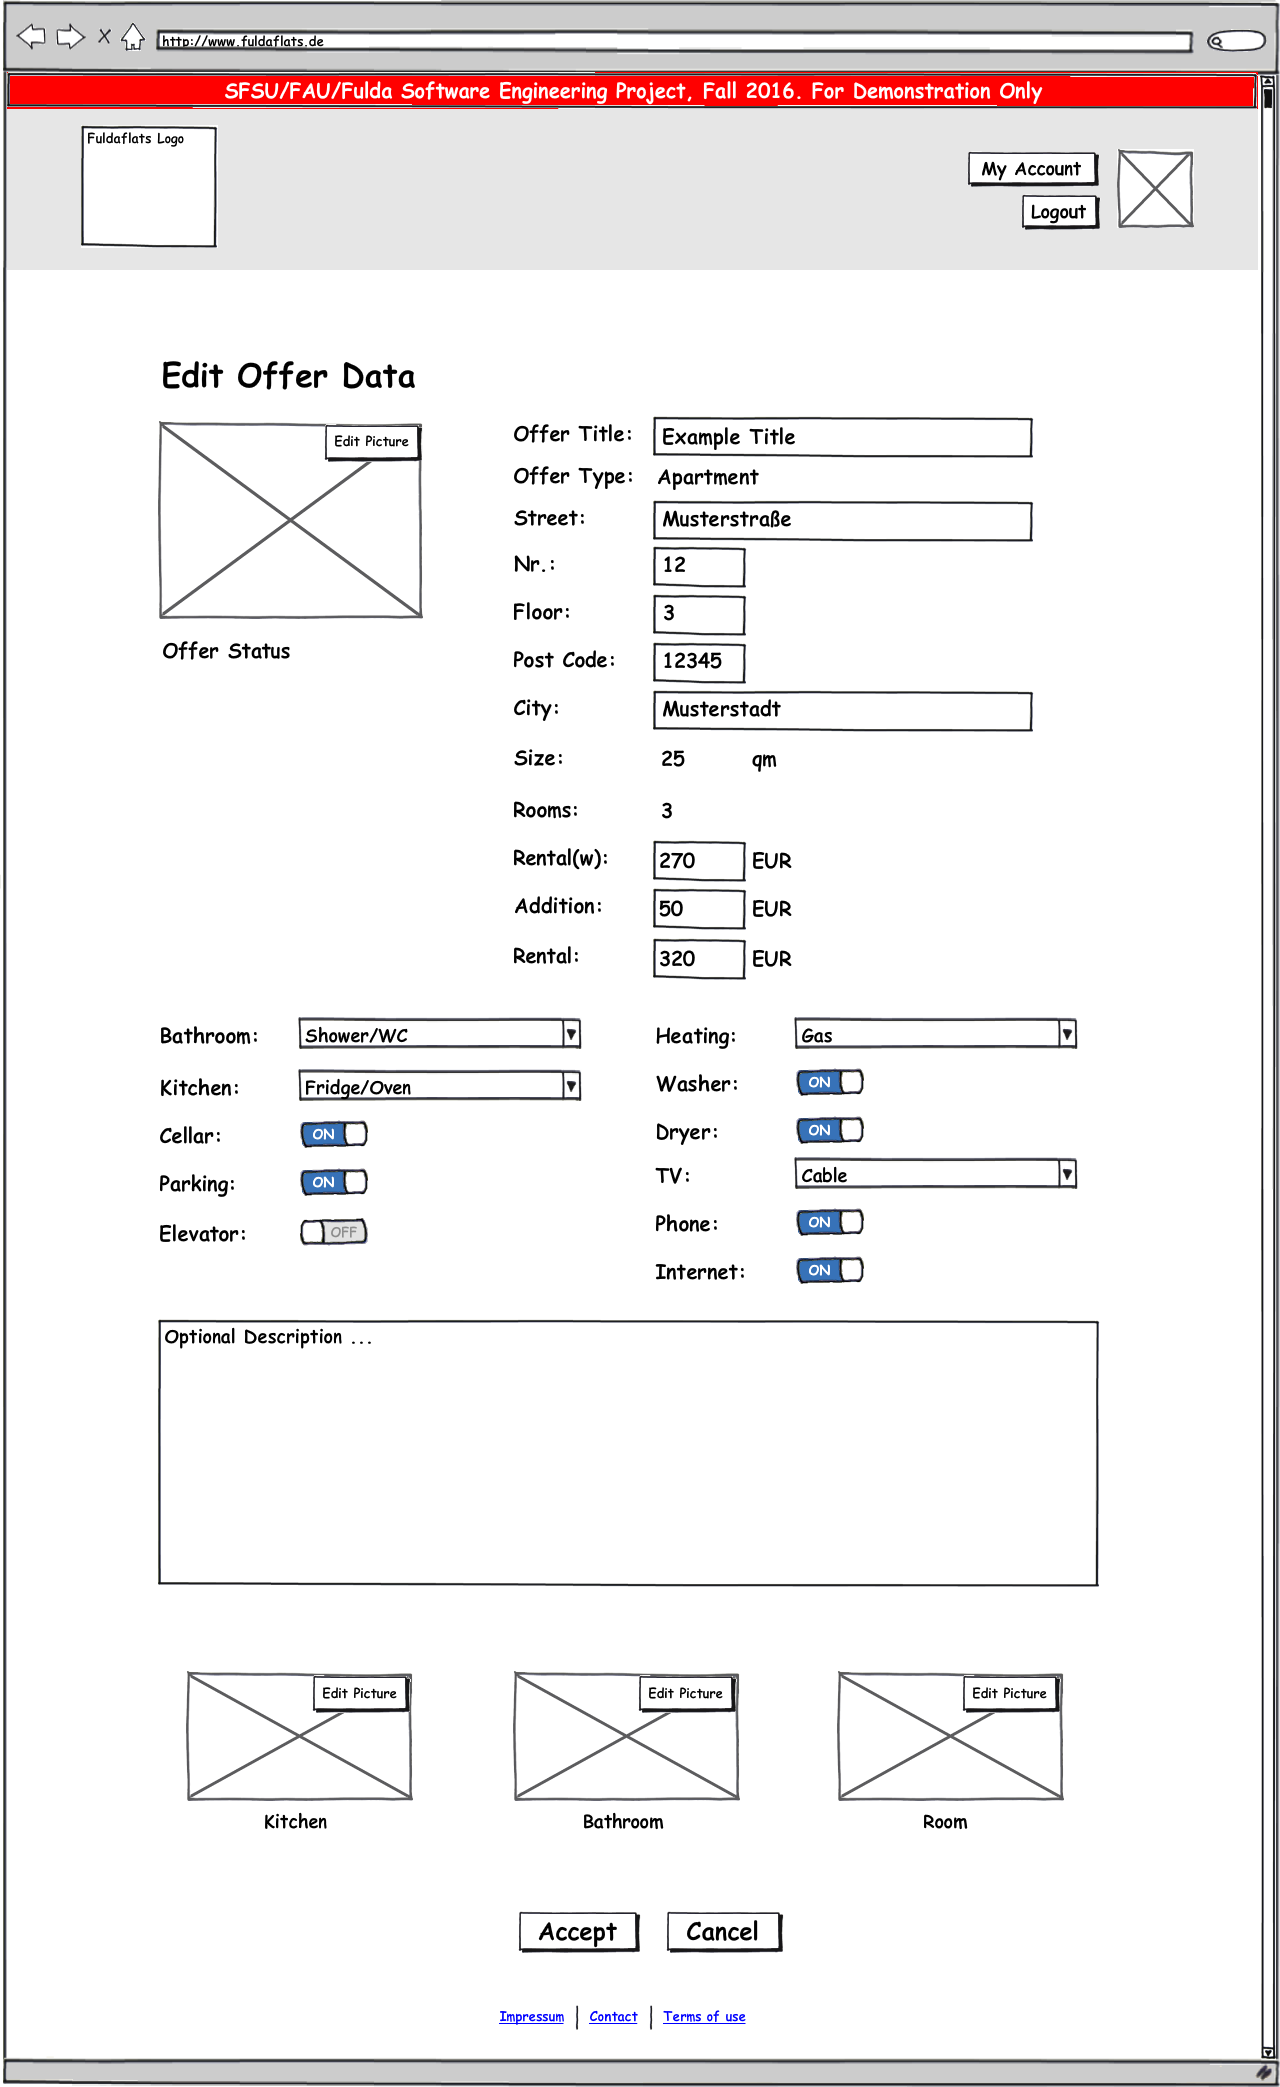 http://www.fuldaflats.de
SFSU/FAU/Fulda Software Engineering Project, Fall 2016. For Demonstration Only
Fuldaflats Logo
My Account
Logout
Edit Offer Data
Edit Picture
Offer Status
Offer Title: Example Title
Offer Type: Apartment
Street: Musterstraße
Nr.: 12
Floor: 3
Post Code: 12345
City: Musterstadt
Size: 25 qm
Rooms: 3
Rental(w): 270 EUR
Addition: 50 EUR
Rental: 320 EUR
Bathroom: Shower/WC
Kitchen: Fridge/Oven
Cellar: ON
Parking: ON
Elevator: OFF
Heating: Gas
Washer: ON
Dryer: ON
TV: Cable
Phone: ON
Internet: ON
Optional Description ...
Edit Picture
Kitchen
Edit Picture
Bathroom
Edit Picture
Room
Accept Cancel
Impressum Contact Terms of use